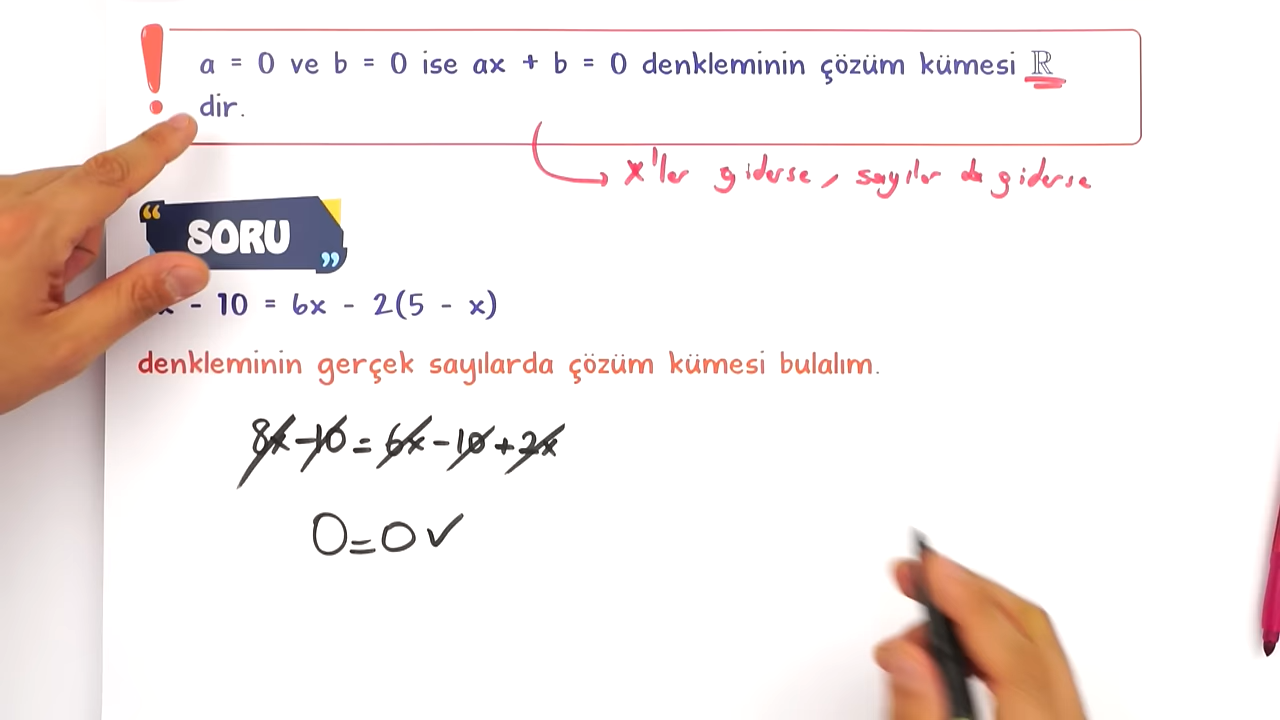 a = 0 ve b = 0 ise ax + b = 0 denkleminin çözüm kümesi ℝ
dir.
x'ler giderse, sayılar da giderse
“ SORU ”
x - 10 = 6x - 2(5 - x)
denkleminin gerçek sayılarda çözüm kümesi bulalım.
8x - 10 = 6x - 10 + 2x
0 = 0 ✓